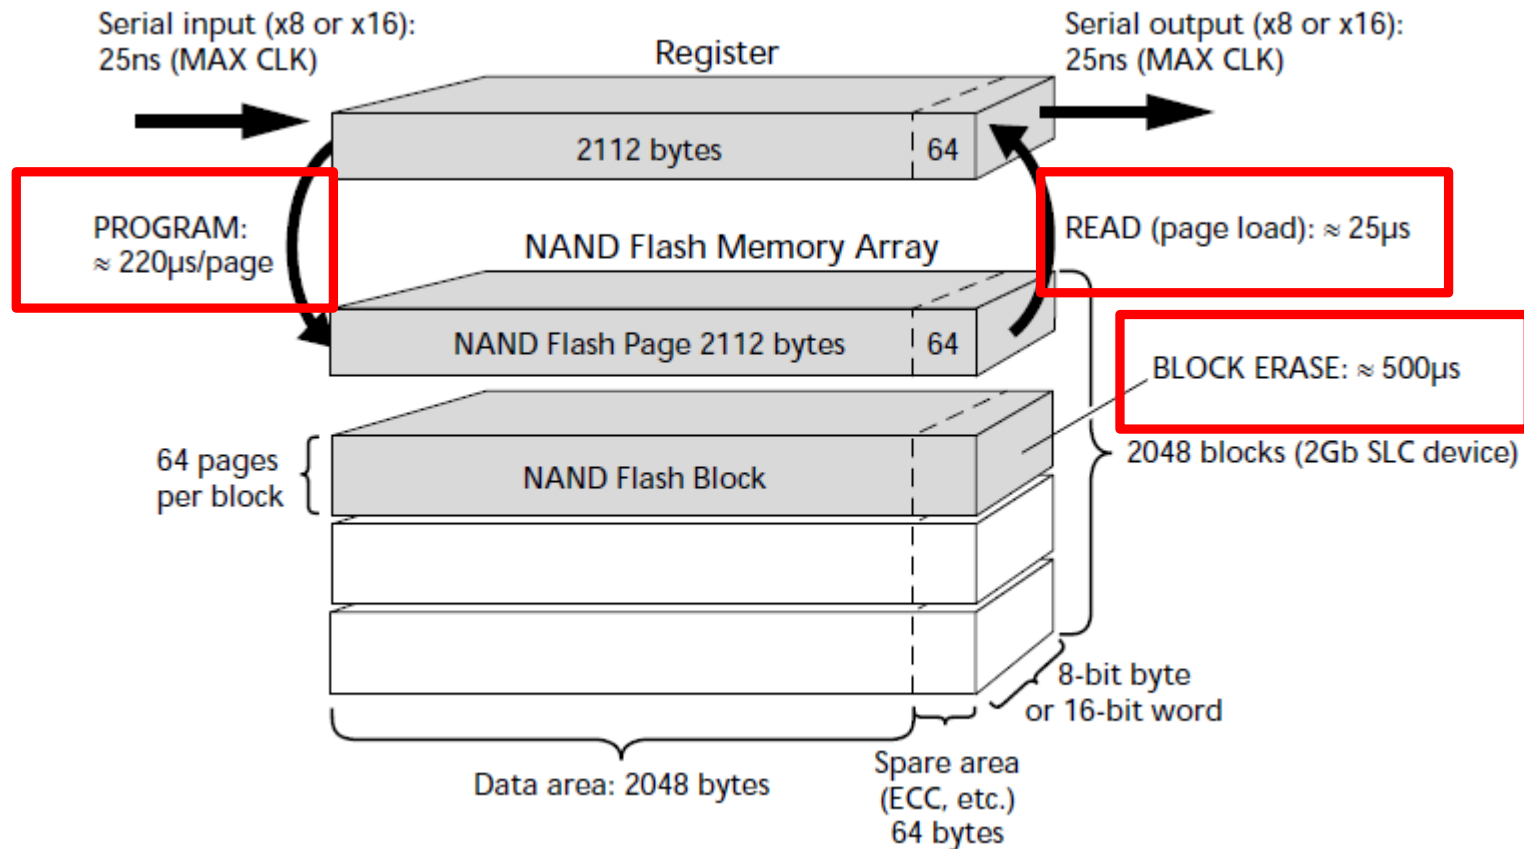 Serial input (x8 or x16):
25ns (MAX CLK)
Serial output (x8 or x16):
25ns (MAX CLK)
Register
2112 bytes
64
PROGRAM:
≈ 220μs/page
READ (page load): ≈ 25μs
NAND Flash Memory Array
NAND Flash Page 2112 bytes
64
BLOCK ERASE: ≈ 500μs
64 pages
per block
NAND Flash Block
2048 blocks (2Gb SLC device)
8-bit byte
or 16-bit word
Data area: 2048 bytes
Spare area
(ECC, etc.)
64 bytes